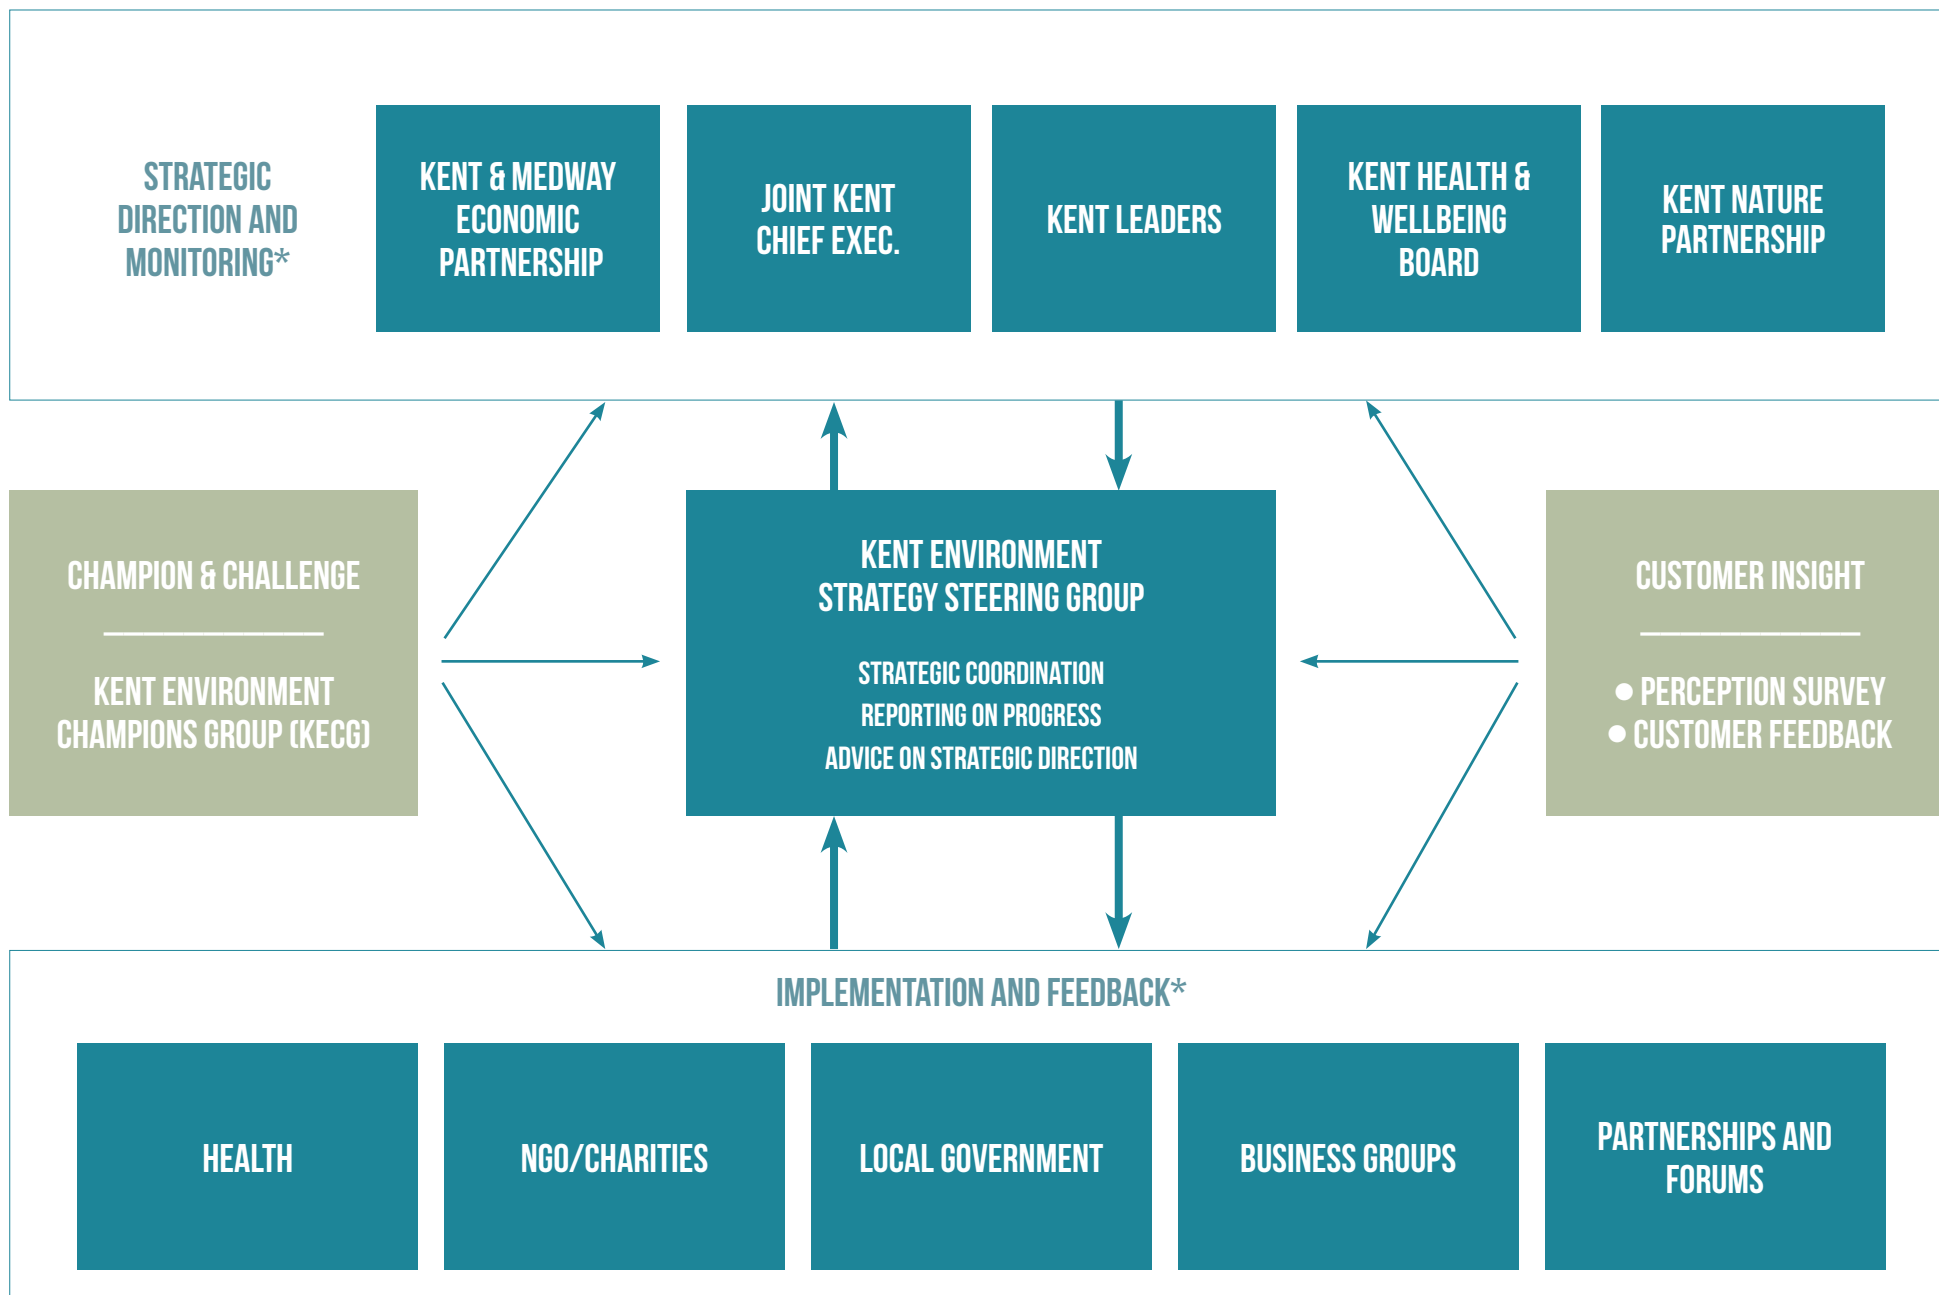 STRATEGIC
DIRECTION AND
MONITORING*
KENT & MEDWAY
ECONOMIC
PARTNERSHIP
JOINT KENT
CHIEF EXEC.
KENT LEADERS
KENT HEALTH &
WELLBEING
BOARD
KENT NATURE
PARTNERSHIP
CHAMPION & CHALLENGE
KENT ENVIRONMENT
CHAMPIONS GROUP (KECG)
KENT ENVIRONMENT
STRATEGY STEERING GROUP
STRATEGIC COORDINATION
REPORTING ON PROGRESS
ADVICE ON STRATEGIC DIRECTION
CUSTOMER INSIGHT
● PERCEPTION SURVEY
● CUSTOMER FEEDBACK
IMPLEMENTATION AND FEEDBACK*
HEALTH
NGO/CHARITIES
LOCAL GOVERNMENT
BUSINESS GROUPS
PARTNERSHIPS AND
FORUMS